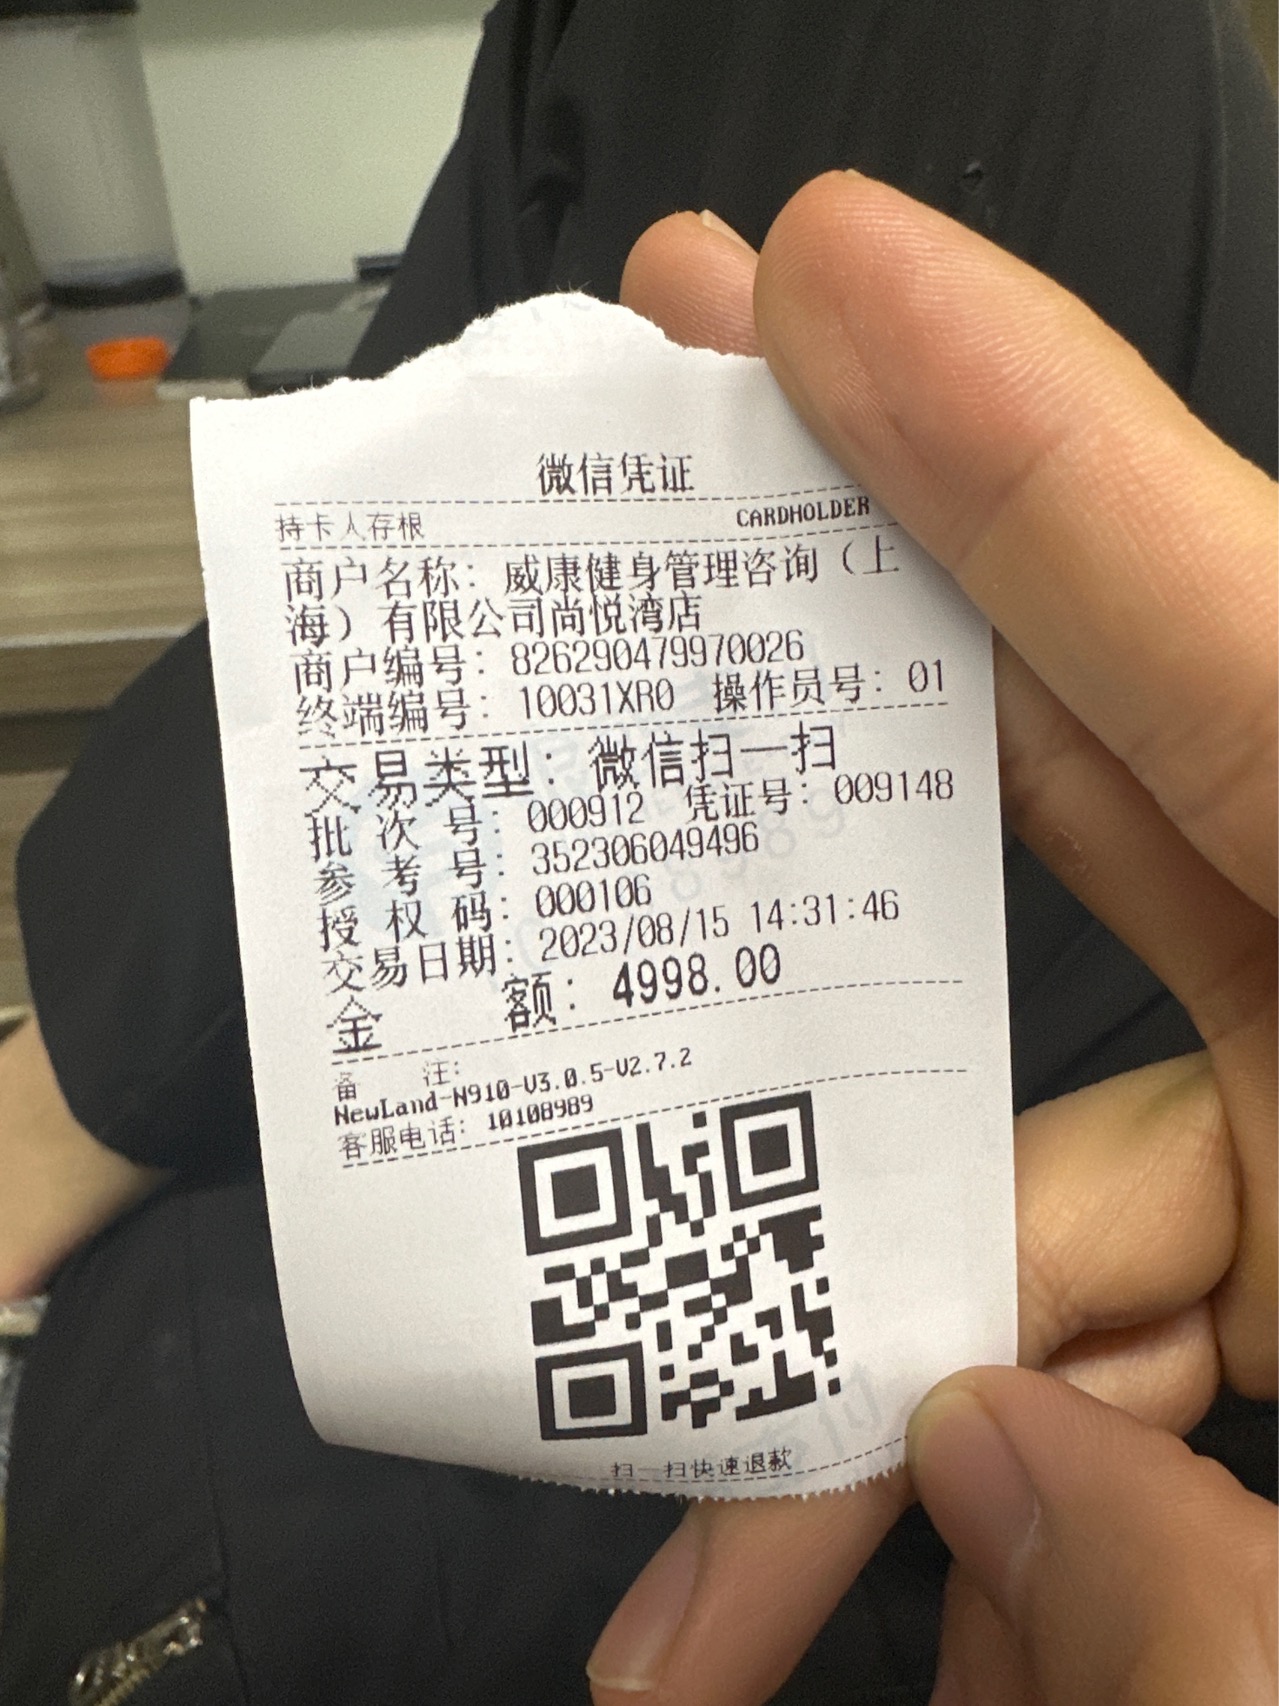 微信凭证
持卡人存根 CARDHOLDER
商户名称：威康健身管理咨询（上
海）有限公司尚悦湾店
商户编号：826290479970026
终端编号：10031XR0 操作员号：01
交易类型：微信扫一扫
批次号：000912 凭证号：009148
参考号：352306049496
授权码：000106
交易日期：2023/08/15 14:31:46
金额：4998.00
备注：
NewLand-N910-V3.0.5-V2.7.2
客服电话：10108989
扫一扫快速退款